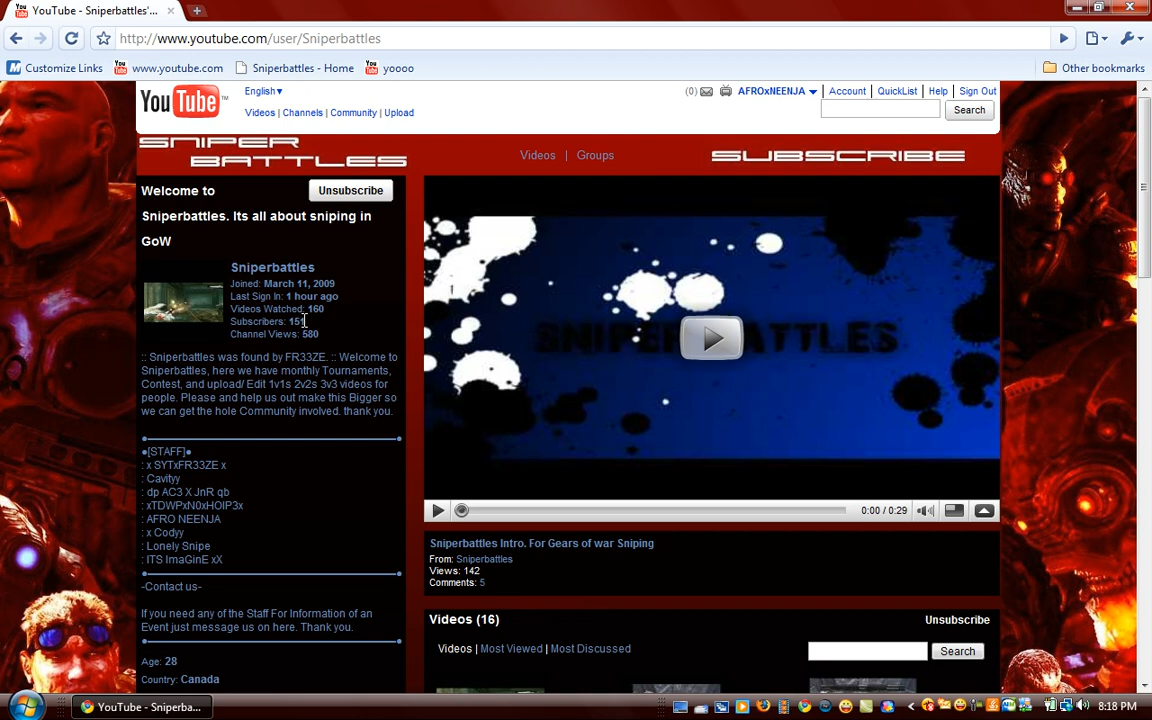 YouTube - Sniperbattles'...
http://www.youtube.com/user/Sniperbattles
Customize Links www.youtube.com Sniperbattles - Home yoooo Other bookmarks
YouTube ™ English▾ (0) AFROxNEENJA ▾ | Account | QuickList | Help | Sign Out
Videos | Channels | Community | Upload Search
SNIPER BATTLES Videos | Groups SUBSCRIBE
Welcome to Unsubscribe
Sniperbattles. Its all about sniping in
GoW
Sniperbattles
Joined: March 11, 2009
Last Sign In: 1 hour ago
Videos Watched: 160
Subscribers: 151
Channel Views: 580
:: Sniperbattles was found by FR33ZE. :: Welcome to
Sniperbattles, here we have monthly Tournaments,
Contest, and upload/ Edit 1v1s 2v2s 3v3 videos for
people. Please and help us out make this Bigger so
we can get the hole Community involved. thank you.
●[STAFF]●
: x SYTxFR33ZE x
: Cavityy
: dp AC3 X JnR qb
: xTDWPxN0xHOIP3x
: AFRO NEENJA
: x Codyy
: Lonely Snipe
: ITS ImaGinE xX
-Contact us-
If you need any of the Staff For Information of an
Event just message us on here. Thank you.
Age: 28
Country: Canada
SNIPERBATTLES
0:00 / 0:29
Sniperbattles Intro. For Gears of war Sniping
From: Sniperbattles
Views: 142
Comments: 5
Videos (16) Unsubscribe
Videos | Most Viewed | Most Discussed Search
YouTube - Sniperba... 8:18 PM